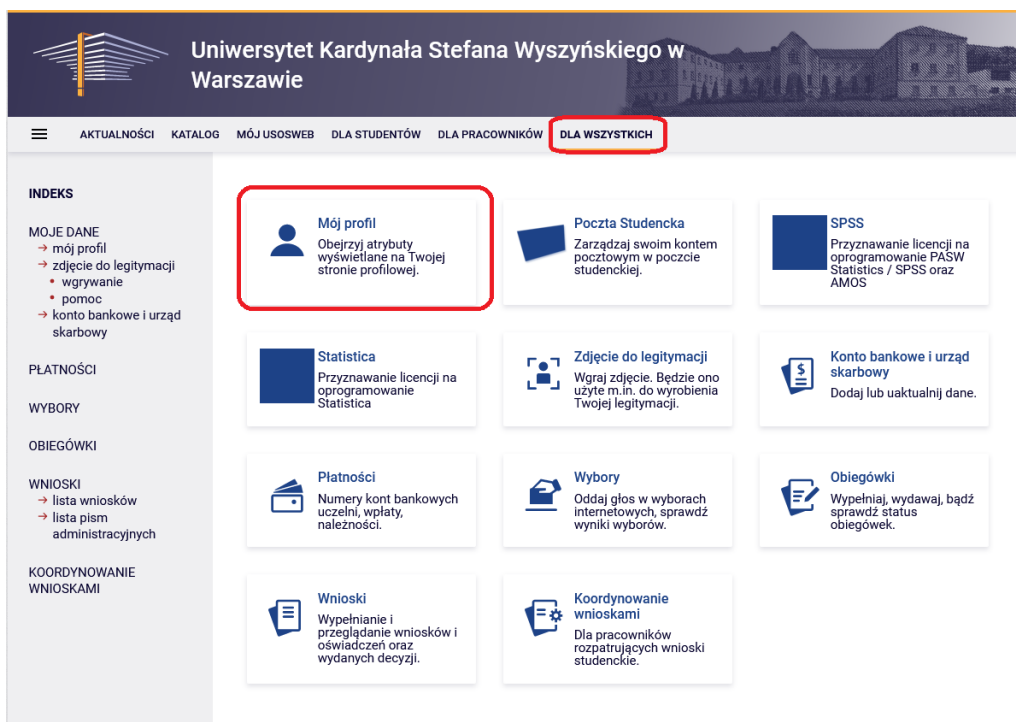 Uniwersytet Kardynała Stefana Wyszyńskiego w
Warszawie
AKTUALNOŚCI KATALOG MÓJ USOSWEB DLA STUDENTÓW DLA PRACOWNIKÓW DLA WSZYSTKICH
INDEKS
MOJE DANE
→ mój profil
→ zdjęcie do legitymacji
• wgrywanie
• pomoc
→ konto bankowe i urząd
skarbowy
PŁATNOŚCI
WYBORY
OBIEGÓWKI
WNIOSKI
→ lista wniosków
→ lista pism
administracyjnych
KOORDYNOWANIE
WNIOSKAMI
Mój profil
Obejrzyj atrybuty
wyświetlane na Twojej
stronie profilowej.
Poczta Studencka
Zarządzaj swoim kontem
pocztowym w poczcie
studenckiej.
SPSS
Przyznawanie licencji na
oprogramowanie PASW
Statistics / SPSS oraz
AMOS
Statistica
Przyznawanie licencji na
oprogramowanie
Statistica
Zdjęcie do legitymacji
Wgraj zdjęcie. Będzie ono
użyte m.in. do wyrobienia
Twojej legitymacji.
Konto bankowe i urząd
skarbowy
Dodaj lub uaktualnij dane.
Płatności
Numery kont bankowych
uczelni, wpłaty,
należności.
Wybory
Oddaj głos w wyborach
internetowych, sprawdź
wyniki wyborów.
Obiegówki
Wypełniaj, wydawaj, bądź
sprawdź status
obiegówek.
Wnioski
Wypełnianie i
przeglądanie wniosków i
oświadczeń oraz
wydanych decyzji.
Koordynowanie
wnioskami
Dla pracowników
rozpatrujących wnioski
studenckie.